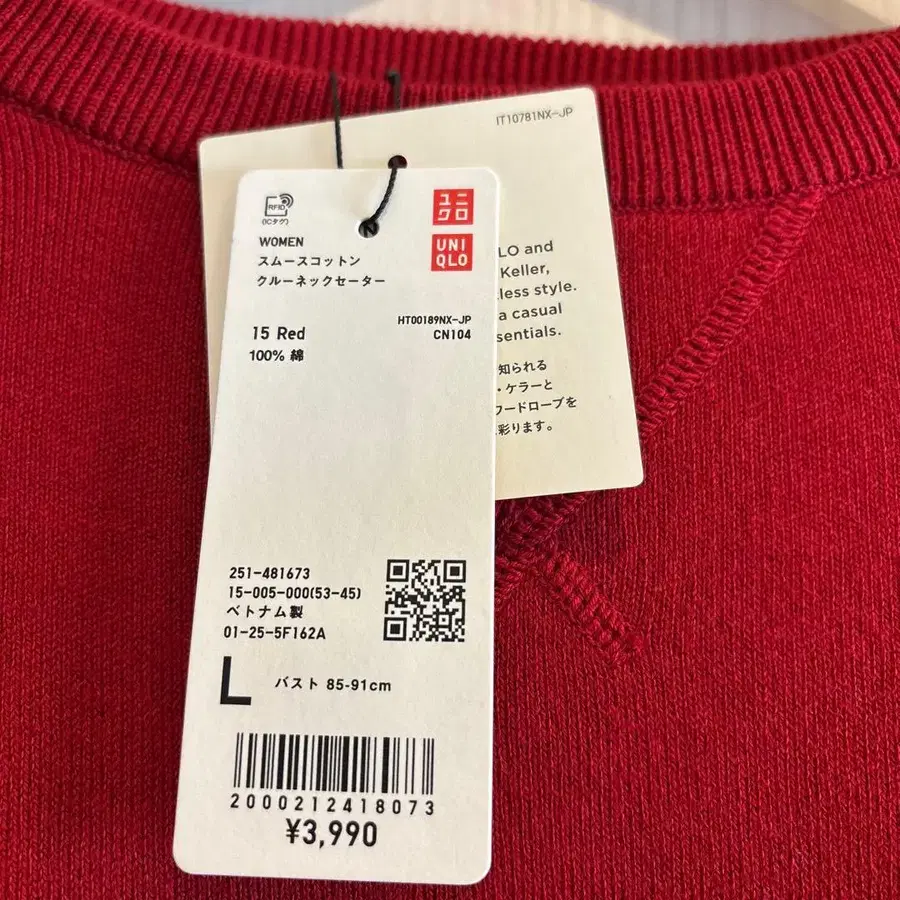 IT10781NX-JP
RFID
(ICタグ)
ユニ
クロ
UNI
QLO
WOMEN
スムースコットン
クルーネックセーター
HT00189NX-JP
15 Red
CN104
100% 綿
LO and
Keller,
less style.
a casual
sentials.
知られる
・ケラーと
ワードローブを
彩ります。
251-481673
15-005-000(53-45)
ベトナム製
01-25-5F162A
L
バスト 85-91cm
2000212418073
¥3,990